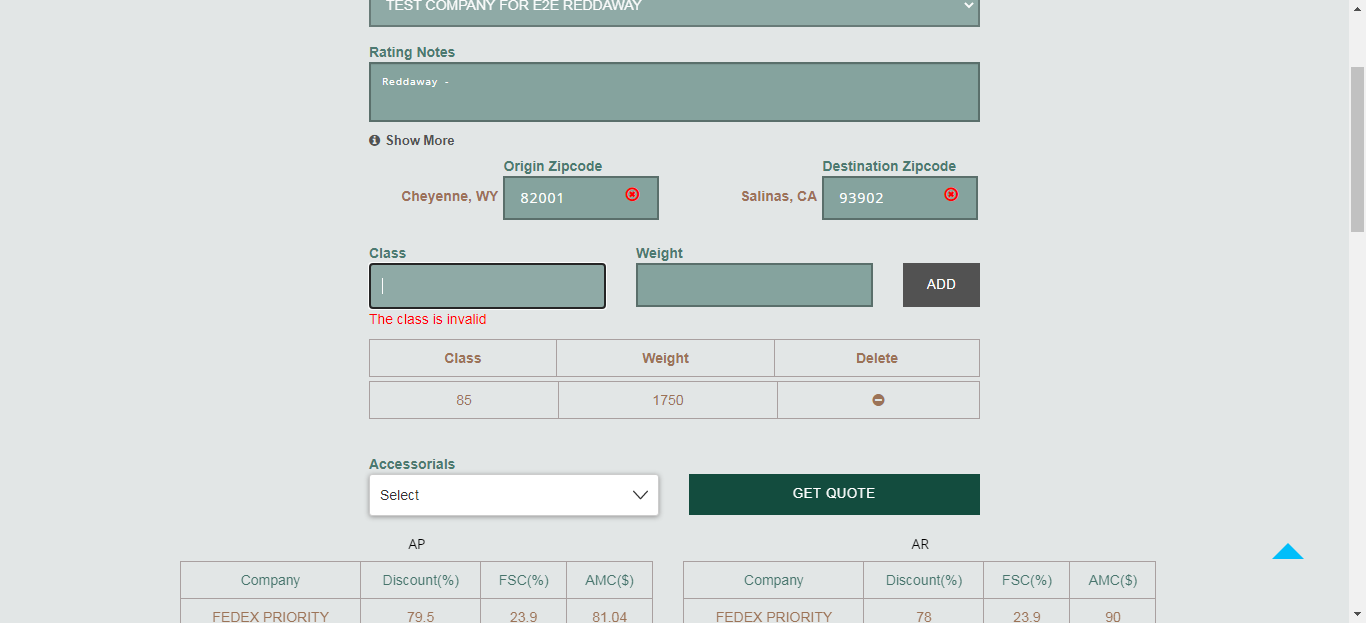 TEST COMPANY FOR E2E REDDAWAY
Rating Notes
Reddaway -
Show More
Origin Zipcode
Destination Zipcode
Cheyenne, WY 82001
Salinas, CA 93902
Class
Weight
ADD
The class is invalid
Class Weight Delete
85 1750
Accessorials
Select
GET QUOTE
AP
Company Discount(%) FSC(%) AMC($)
FEDEX PRIORITY 79.5 23.9 81.04
AR
Company Discount(%) FSC(%) AMC($)
FEDEX PRIORITY 78 23.9 90